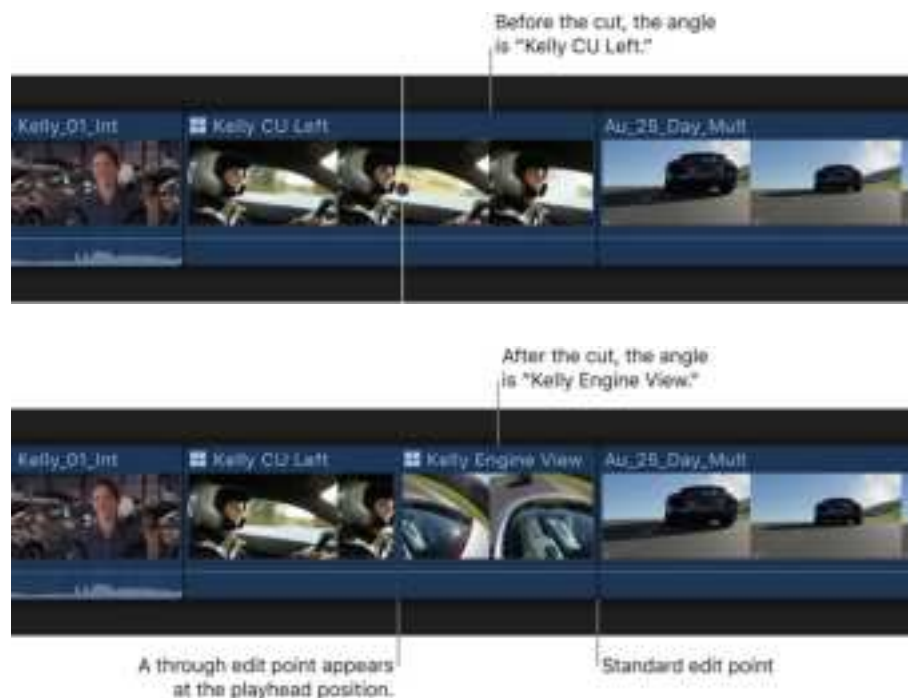 Before the cut, the angle
is “Kelly CU Left.”
Kelly_01_Int
Kelly CU Left
Au_25_Day_Mult
After the cut, the angle
is “Kelly Engine View.”
Kelly_01_Int
Kelly CU Left
Kelly Engine View
Au_25_Day_Mult
A through edit point appears
at the playhead position.
Standard edit point